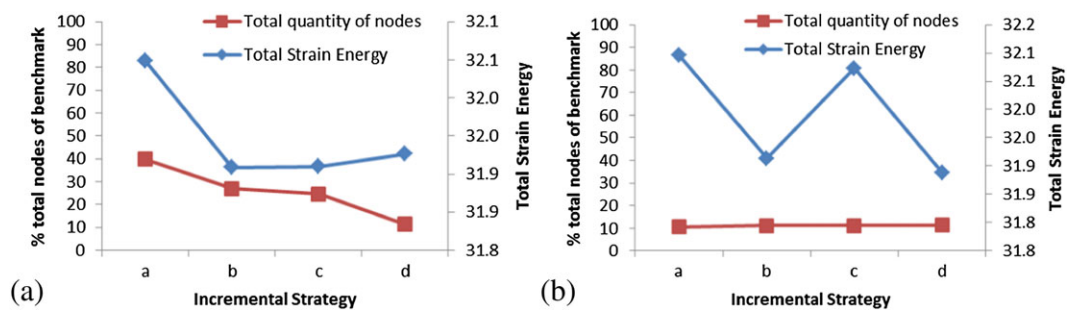 100
90
80
70
60
50
40
30
20
10
0
% total nodes of benchmark
Total quantity of nodes
Total Strain Energy
32.1
32.1
32.0
32.0
31.9
31.9
31.8
Total Strain Energy
a b c d
Incremental Strategy
(a)
100
90
80
70
60
50
40
30
20
10
0
% total nodes of benchmark
Total quantity of nodes
Total Strain Energy
32.2
32.1
32.1
32.0
32.0
31.9
31.9
31.8
31.8
Total Strain Energy
a b c d
Incremental Strategy
(b)